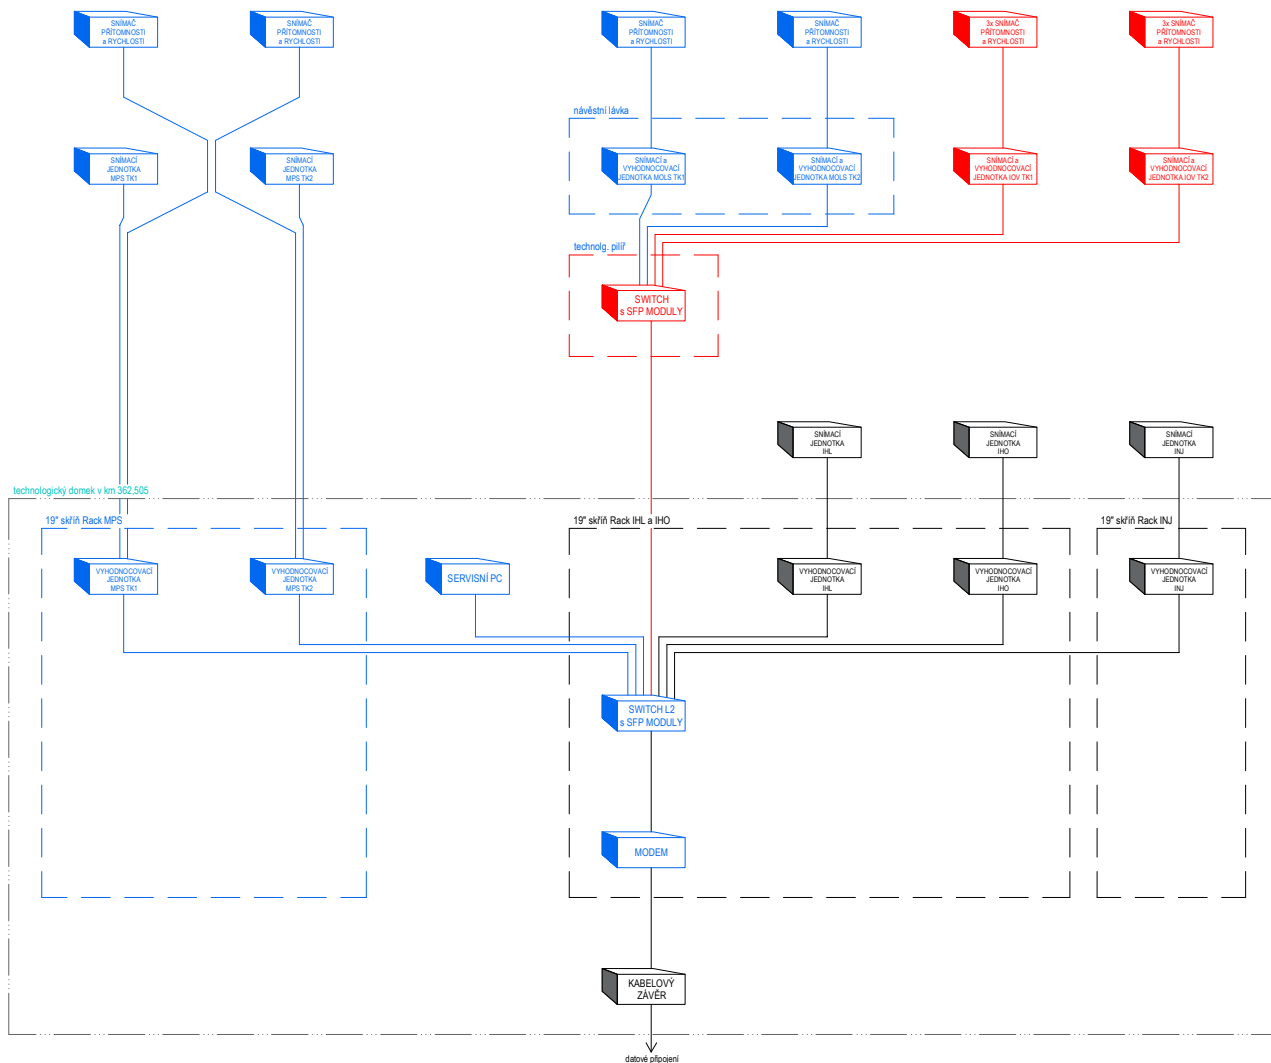 SNÍMAČ
PŘÍTOMNOSTI
a RYCHLOSTI
SNÍMAČ
PŘÍTOMNOSTI
a RYCHLOSTI
SNÍMAČ
PŘÍTOMNOSTI
a RYCHLOSTI
SNÍMAČ
PŘÍTOMNOSTI
a RYCHLOSTI
3x SNÍMAČ
PŘÍTOMNOSTI
a RYCHLOSTI
3x SNÍMAČ
PŘÍTOMNOSTI
a RYCHLOSTI
návěstní lávka
SNÍMACÍ
JEDNOTKA
MPS TK1
SNÍMACÍ
JEDNOTKA
MPS TK2
SNÍMACÍ a
VYHODNOCOVACÍ
JEDNOTKA MOLS TK1
SNÍMACÍ a
VYHODNOCOVACÍ
JEDNOTKA MOLS TK2
SNÍMACÍ a
VYHODNOCOVACÍ
JEDNOTKA IOV TK1
SNÍMACÍ a
VYHODNOCOVACÍ
JEDNOTKA IOV TK2
technolg. pilíř
SWITCH
s SFP MODULY
SNÍMACÍ
JEDNOTKA
IHL
SNÍMACÍ
JEDNOTKA
IHO
SNÍMACÍ
JEDNOTKA
INJ
technologický domek v km 362,505
19" skříň Rack MPS
19" skříň Rack IHL a IHO
19" skříň Rack INJ
VYHODNOCOVACÍ
JEDNOTKA
MPS TK1
VYHODNOCOVACÍ
JEDNOTKA
MPS TK2
SERVISNÍ PC
VYHODNOCOVACÍ
JEDNOTKA
IHL
VYHODNOCOVACÍ
JEDNOTKA
IHO
VYHODNOCOVACÍ
JEDNOTKA
INJ
SWITCH L2
s SFP MODULY
MODEM
KABELOVÝ
ZÁVĚR
datové připojení